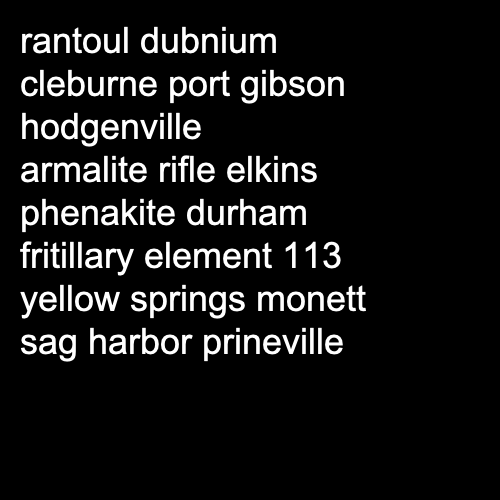 rantoul dubnium
cleburne port gibson
hodgenville
armalite rifle elkins
phenakite durham
fritillary element 113
yellow springs monett
sag harbor prineville